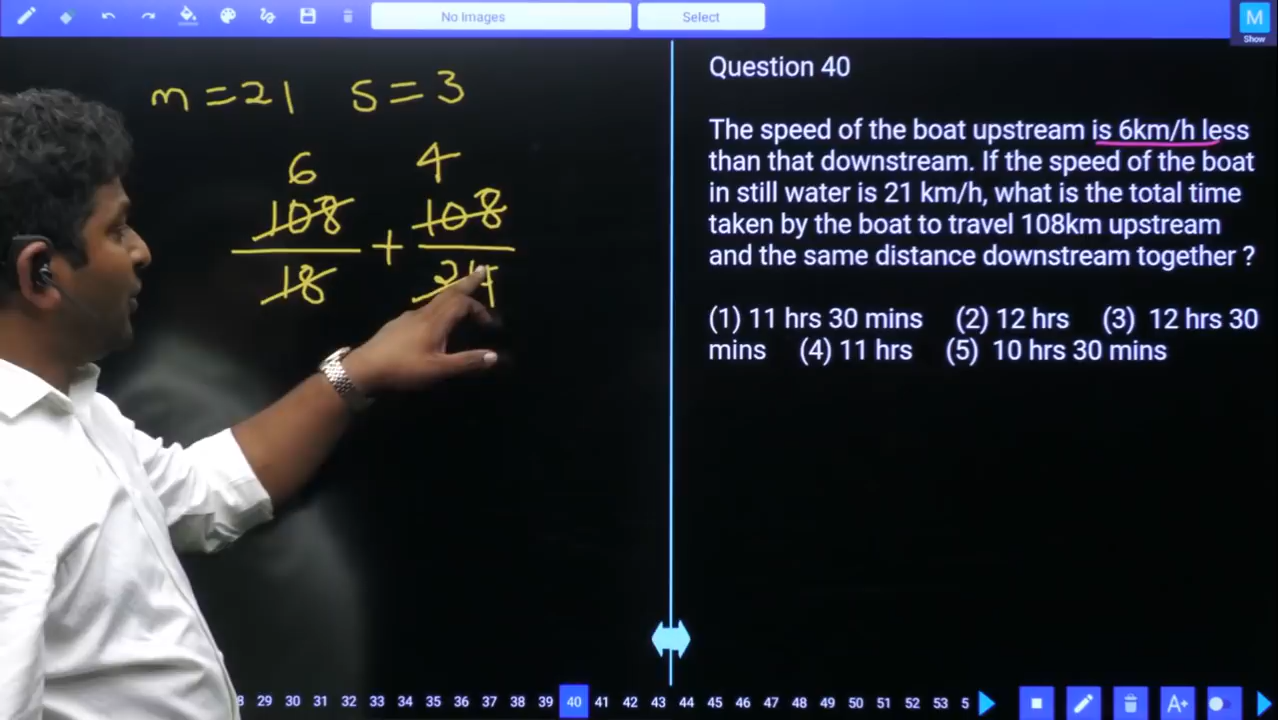 No Images
Select
M
Show
m = 21 s = 3
6 4
108 + 108
18 24
Question 40
The speed of the boat upstream is 6km/h less
than that downstream. If the speed of the boat
in still water is 21 km/h, what is the total time
taken by the boat to travel 108km upstream
and the same distance downstream together ?
(1) 11 hrs 30 mins (2) 12 hrs (3) 12 hrs 30
mins (4) 11 hrs (5) 10 hrs 30 mins
8 29 30 31 32 33 34 35 36 37 38 39 40 41 42 43 44 45 46 47 48 49 50 51 52 53 5
A+